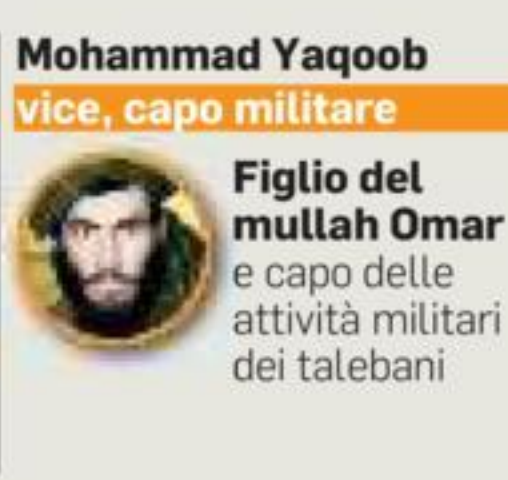 Mohammad Yaqoob
vice, capo militare
Figlio del
mullah Omar
e capo delle
attività militari
dei talebani